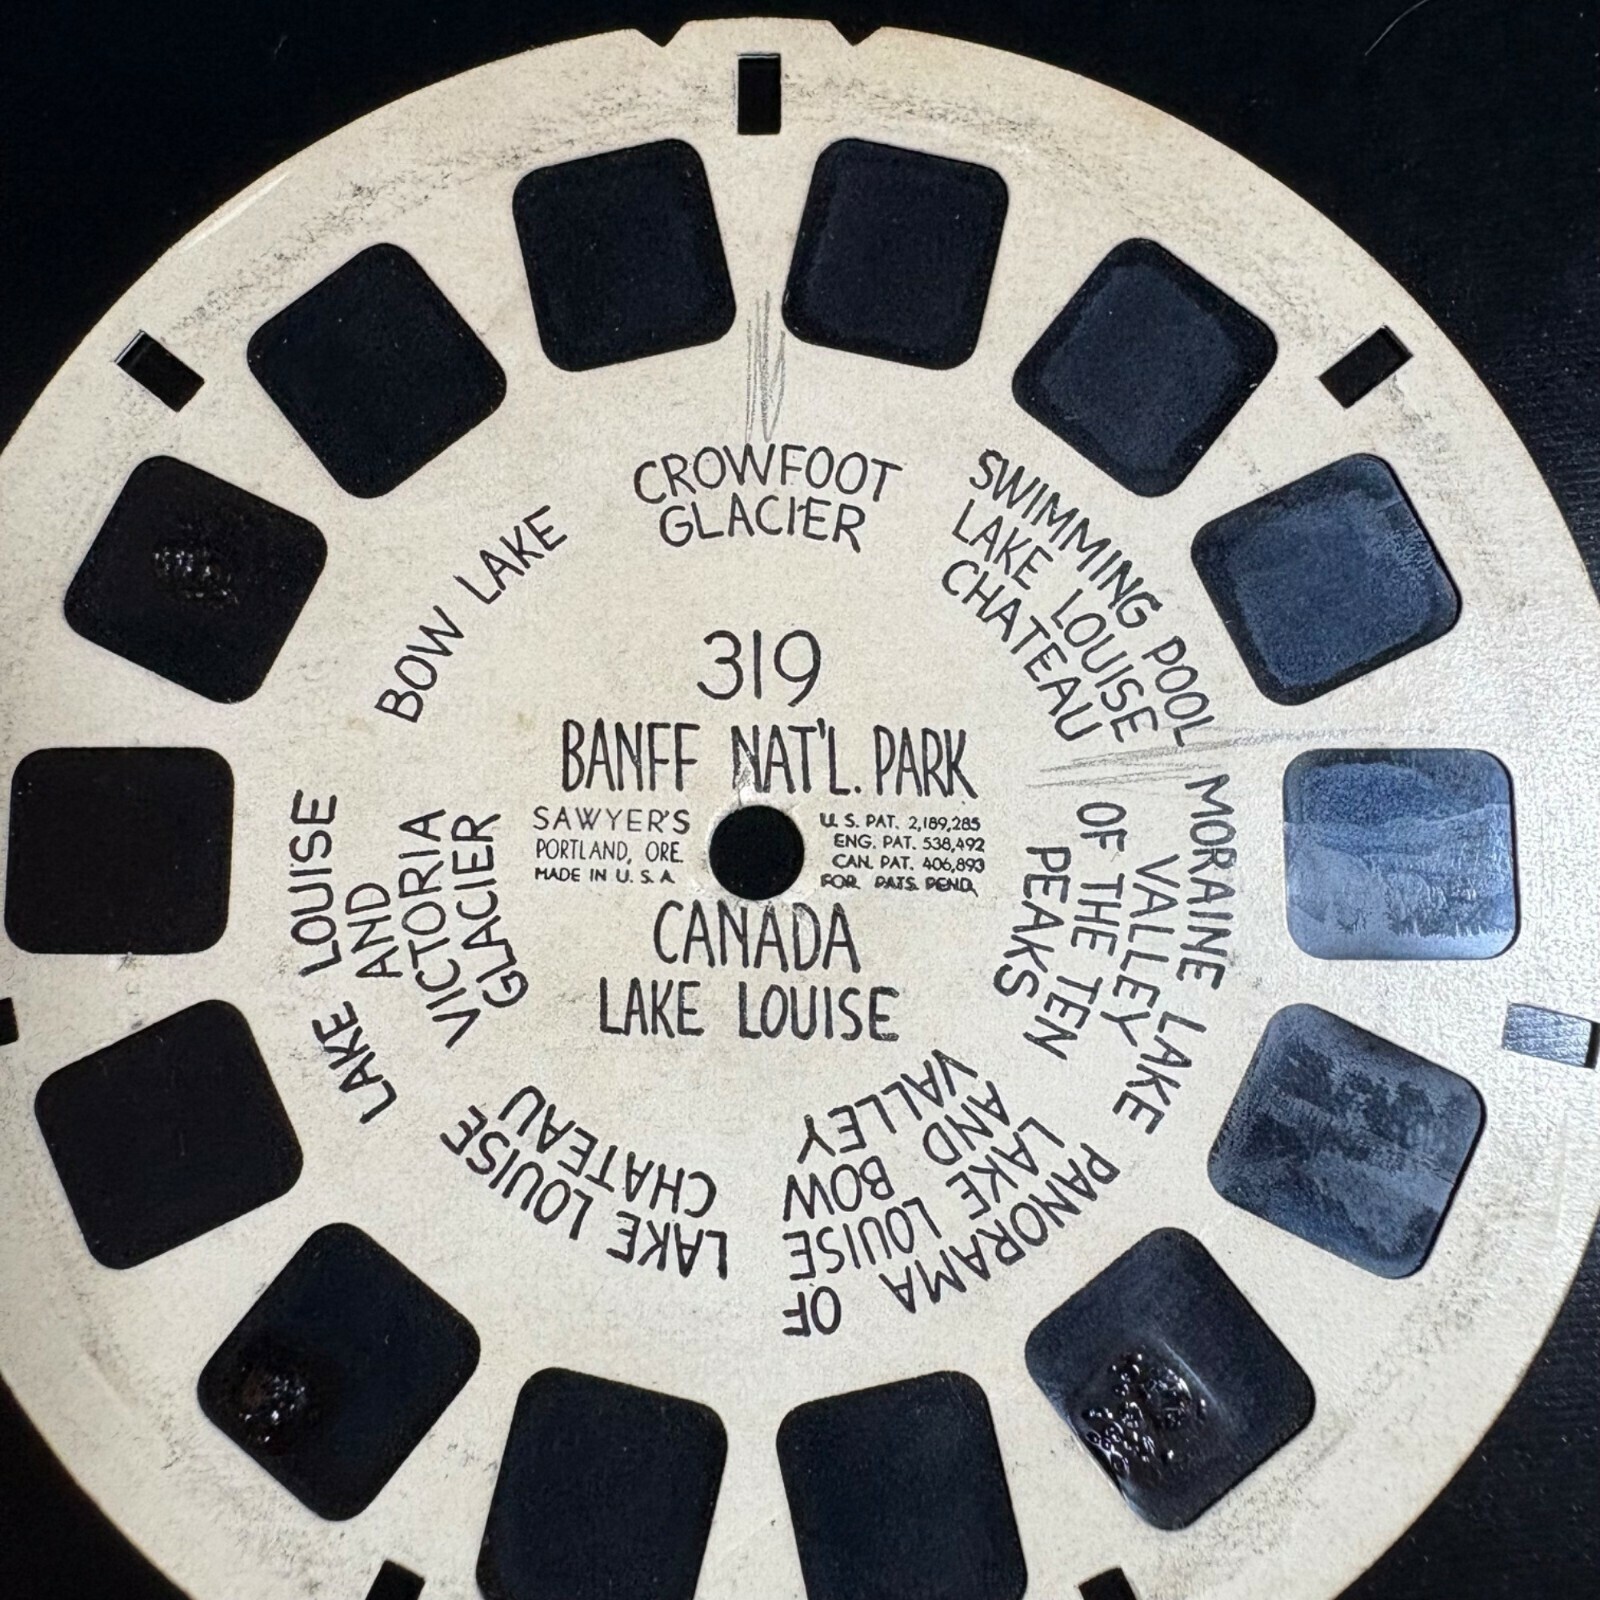 319
BANFF NAT'L. PARK
SAWYER'S
PORTLAND, ORE.
MADE IN U. S. A.
U. S. PAT. 2,189,285
ENG. PAT. 538,492
CAN. PAT. 406,893
FOR. PATS. PEND.
CANADA
LAKE LOUISE
CROWFOOT
GLACIER
SWIMMING POOL
LAKE LOUISE
CHATEAU
MORAINE LAKE
VALLEY
OF THE TEN
PEAKS
PANORAMA OF
LAKE LOUISE
AND BOW
VALLEY
LAKE LOUISE
CHATEAU
LAKE LOUISE
AND
VICTORIA
GLACIER
BOW LAKE